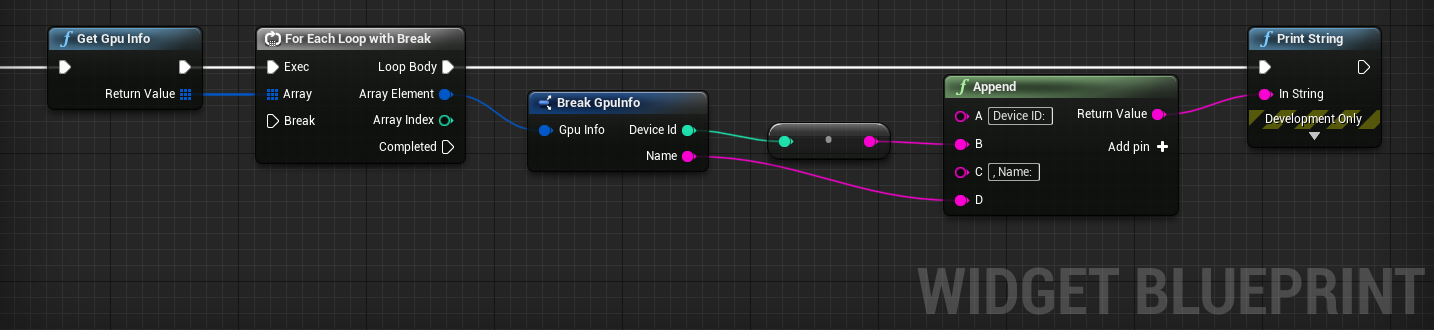 Get Gpu Info
Return Value
For Each Loop with Break
Exec
Loop Body
Array
Array Element
Break
Array Index
Completed
Break GpuInfo
Gpu Info
Device Id
Name
Append
A
Device ID:
Return Value
B
Add pin
C
, Name:
D
Print String
In String
Development Only
WIDGET BLUEPRINT